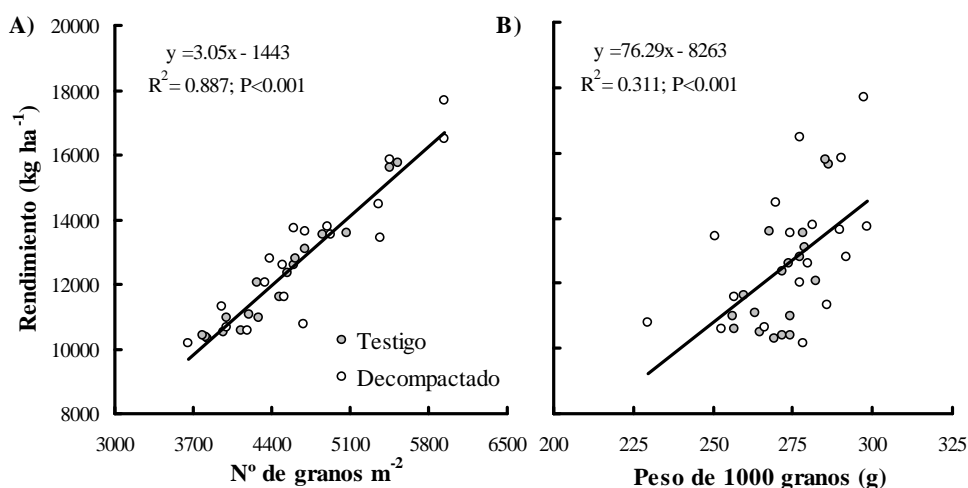 A)
y =3.05x - 1443
R²= 0.887; P<0.001
Rendimiento (kg ha⁻¹)
20000
18000
16000
14000
12000
10000
8000
Testigo
Decompactado
3000 3700 4400 5100 5800 6500
Nº de granos m⁻²
B)
y =76.29x - 8263
R²= 0.311; P<0.001
200 225 250 275 300 325
Peso de 1000 granos (g)